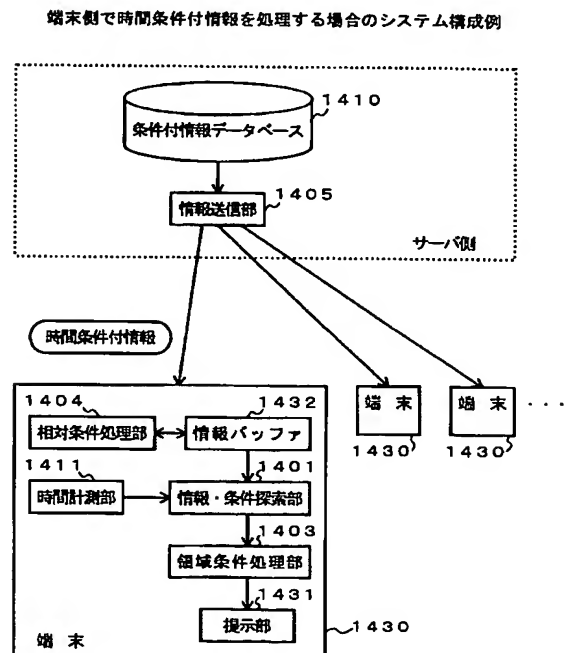 端末側で時間条件付情報を処理する場合のシステム構成例
1410
条件付情報データベース
1405
情報送信部
サーバ側
時間条件付情報
1404
1432
相対条件処理部
情報バッファ
1411
1401
時間計測部
情報・条件探索部
1403
領域条件処理部
1431
提示部
端 末
1430
端 末
1430
端 末
1430
・・・